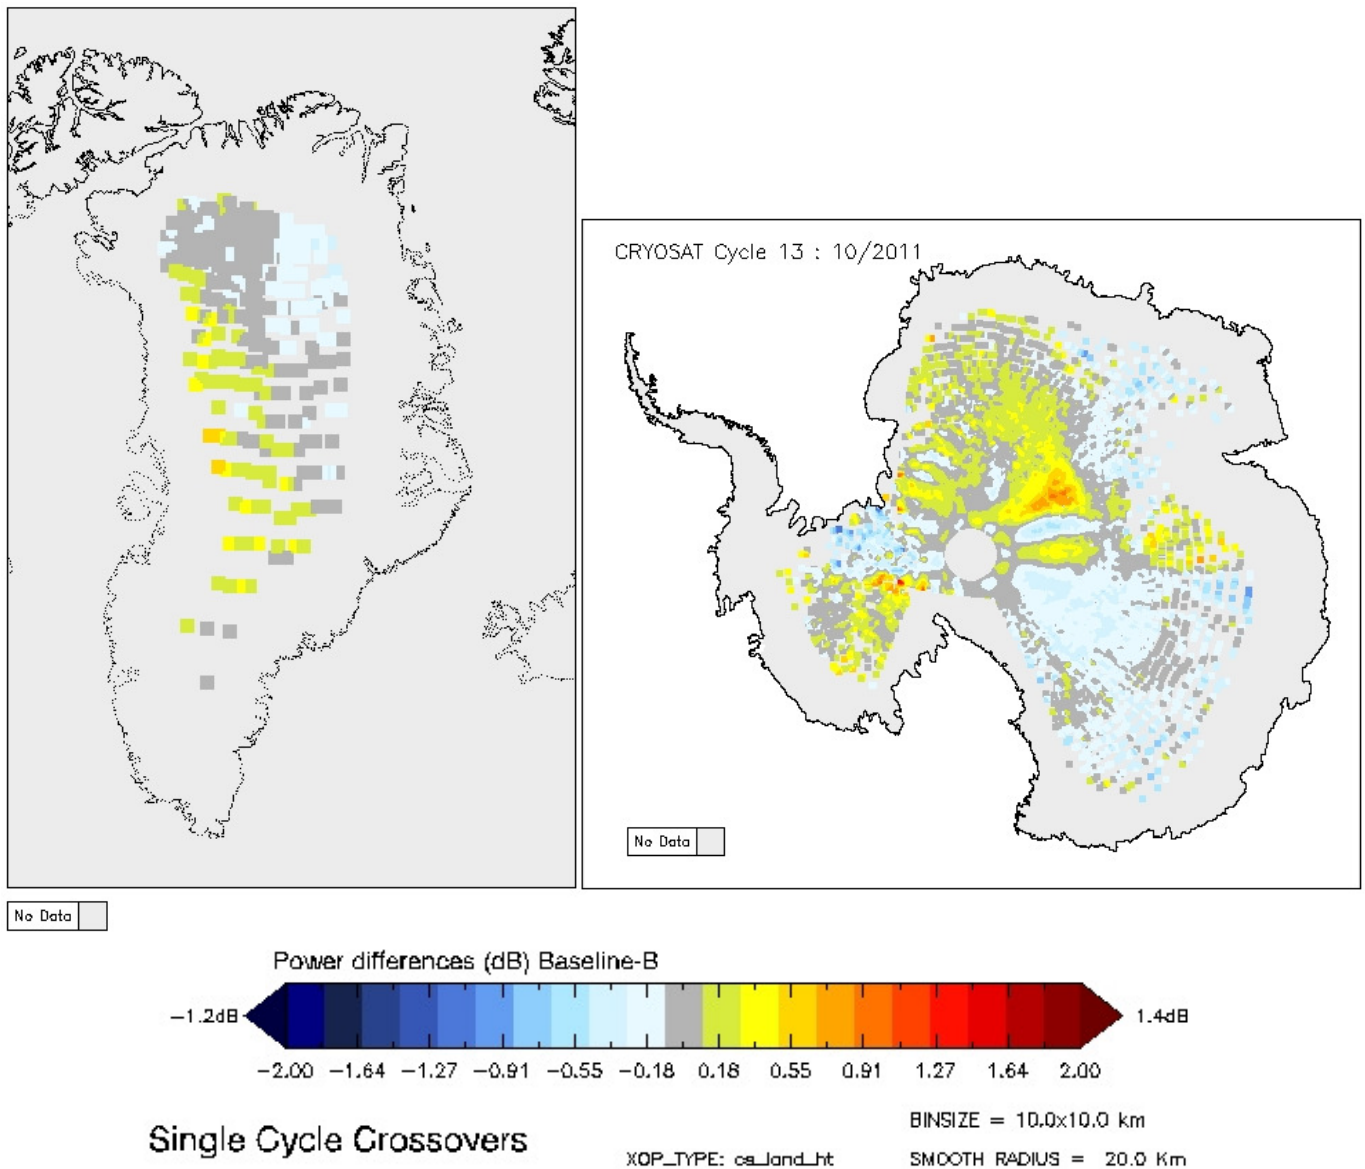 CRYOSAT Cycle 13 : 10/2011
No Data
No Data
Power differences (dB) Baseline-B
-1.2dB
1.4dB
-2.00 -1.64 -1.27 -0.91 -0.55 -0.18 0.18 0.55 0.91 1.27 1.64 2.00
BINSIZE = 10.0x10.0 km
Single Cycle Crossovers
XOP_TYPE: cs_land_ht
SMOOTH RADIUS = 20.0 Km